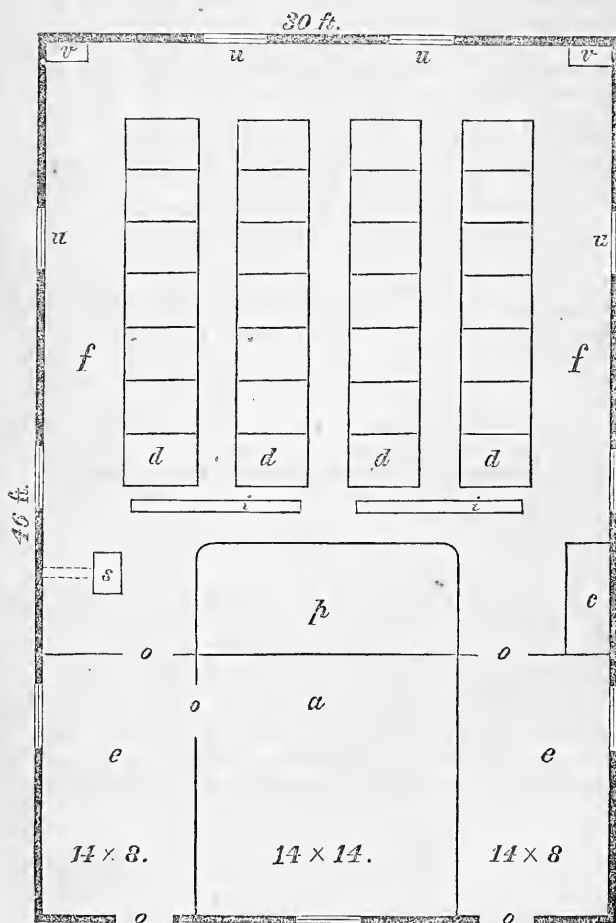 30 ft.
v u u v
u u
f f
d d d d
i i
46 ft.
s c
p
o o
o a
e e
14 × 8. 14 × 14. 14 × 8
o o